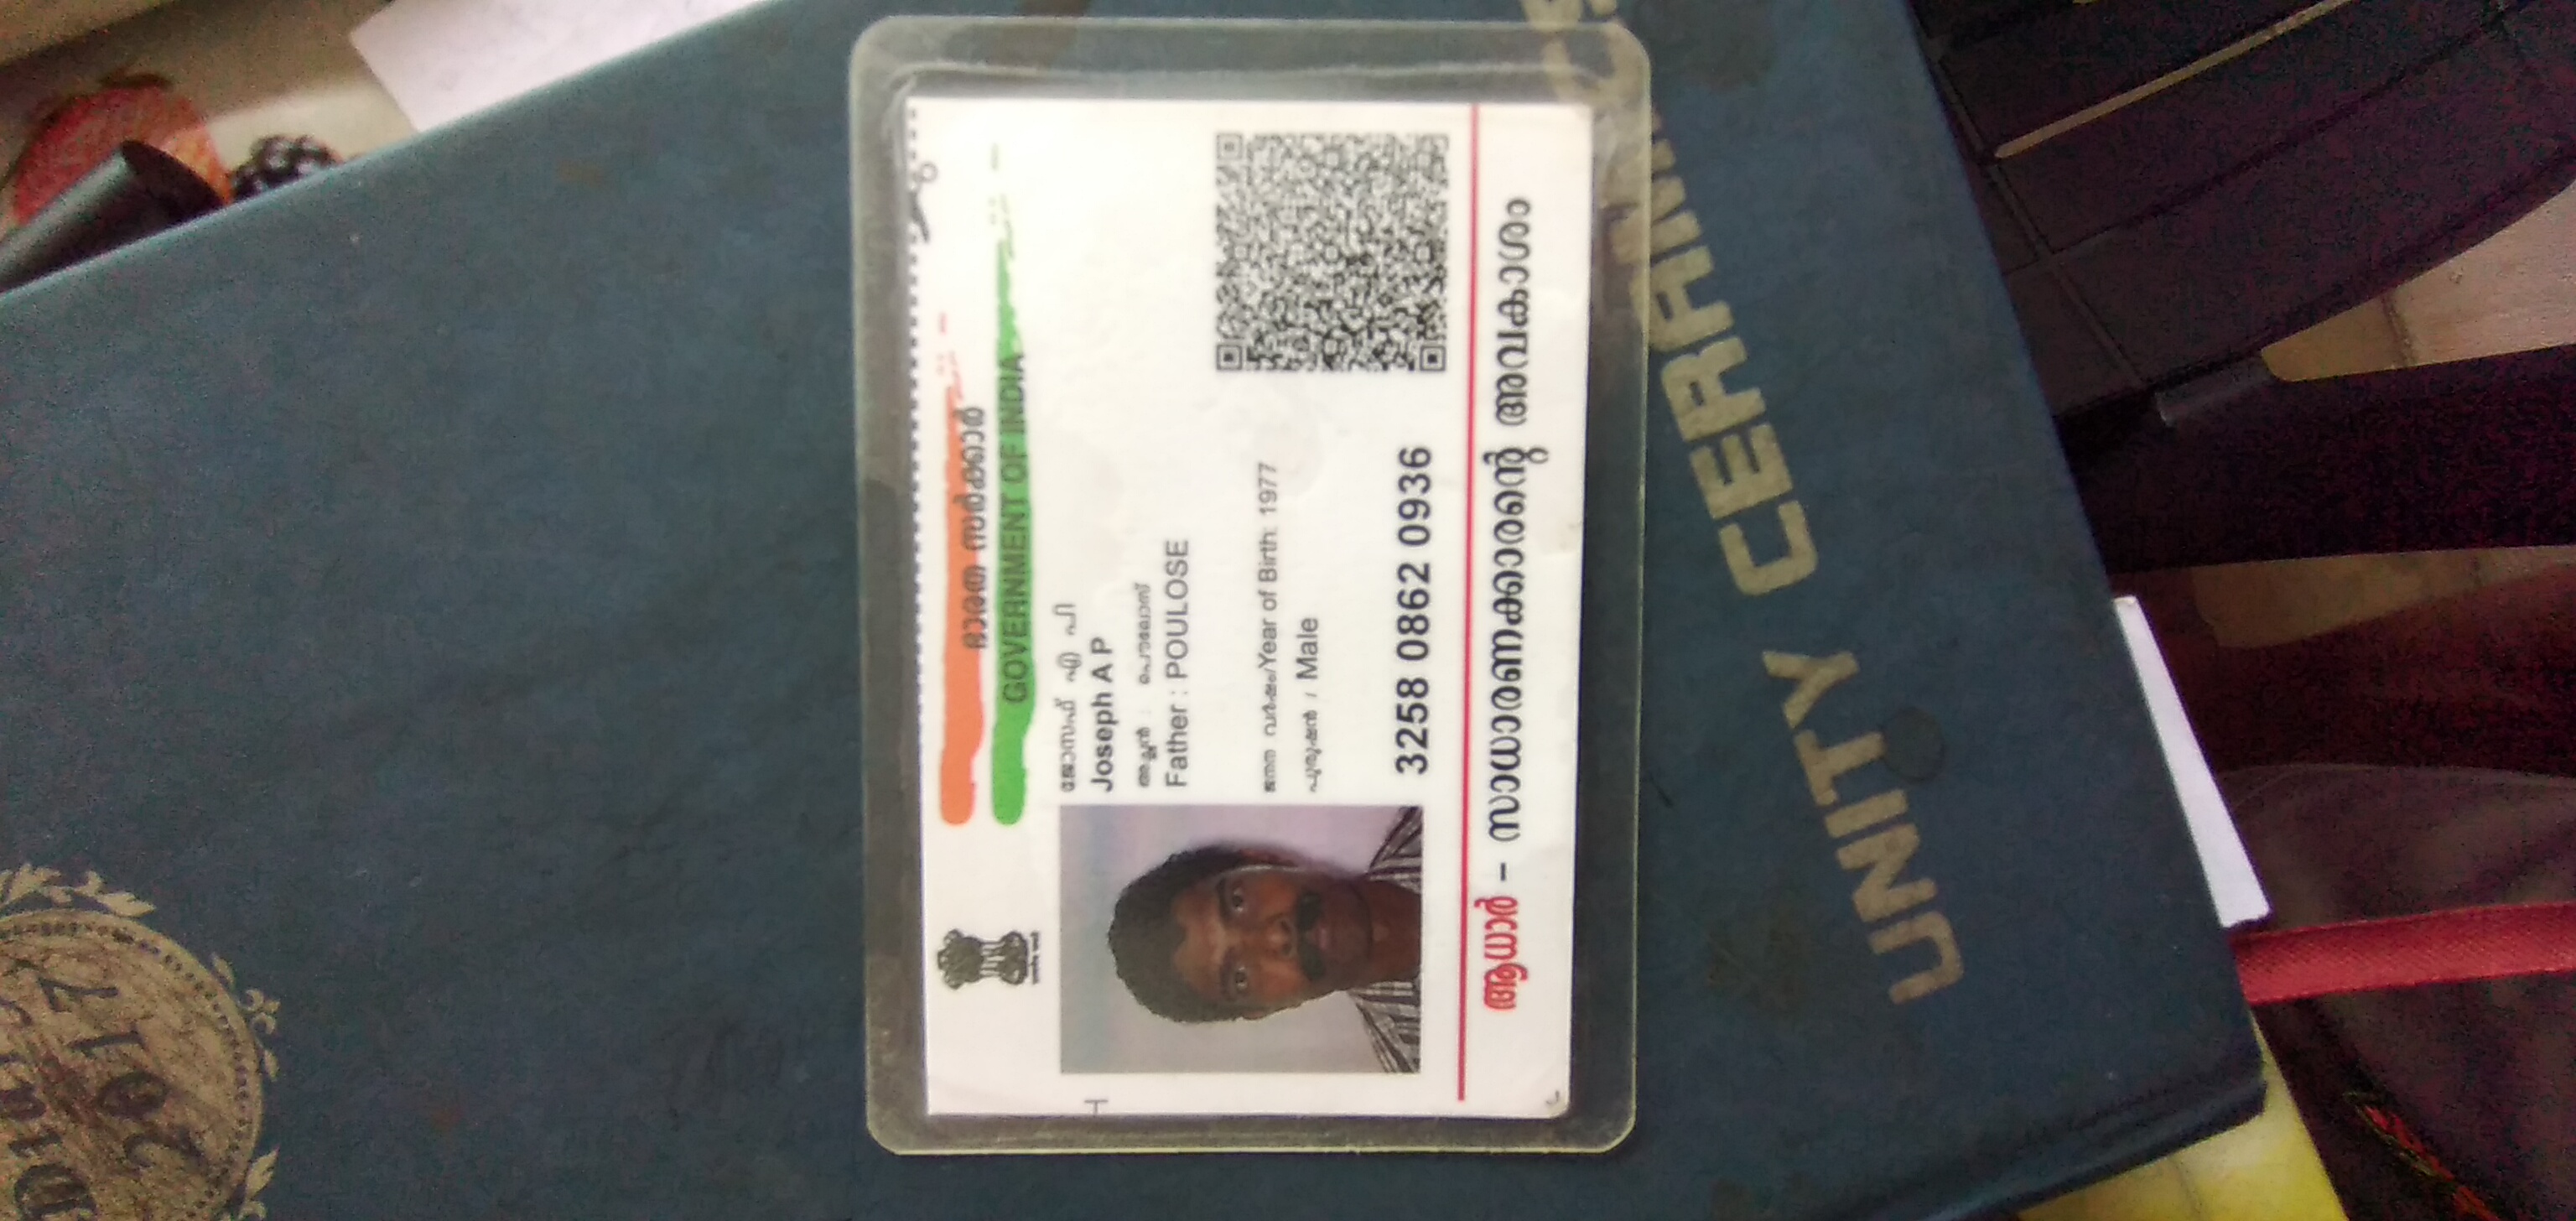 Diary
2017
ഭാരത സർക്കാർ
GOVERNMENT OF INDIA
ജോസഫ് എ പി
Joseph A P
അച്ഛൻ : പൌലോസ്
Father : POULOSE
ജനന വർഷം/Year of Birth: 1977
പുരുഷൻ / Male
3258 0862 0936
ആധാർ – സാധാരണക്കാരന്റെ അവകാശം
UNITY CERAMICS